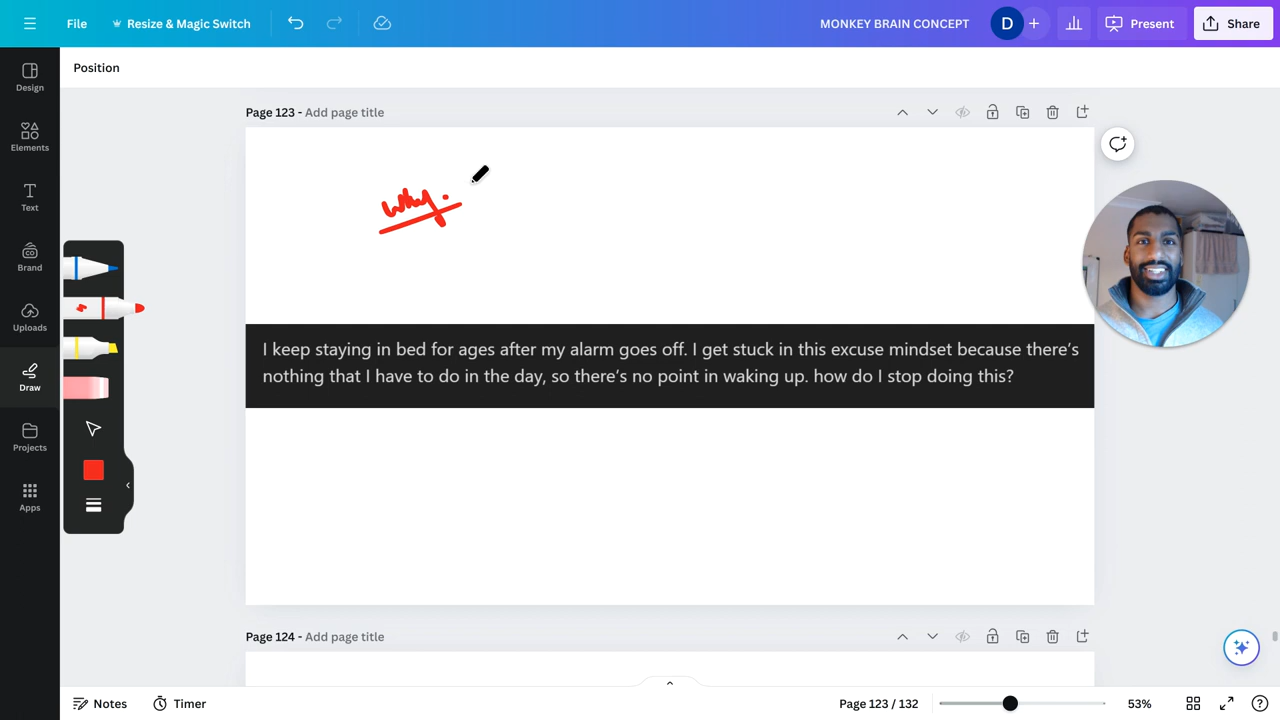 File
Resize & Magic Switch
MONKEY BRAIN CONCEPT
D
Present
Share
Position
Design
Elements
Text
Brand
Uploads
Draw
Projects
Apps
Page 123 - Add page title
why.
I keep staying in bed for ages after my alarm goes off. I get stuck in this excuse mindset because there's
nothing that I have to do in the day, so there's no point in waking up. how do I stop doing this?
Page 124 - Add page title
Notes
Timer
Page 123 / 132
53%